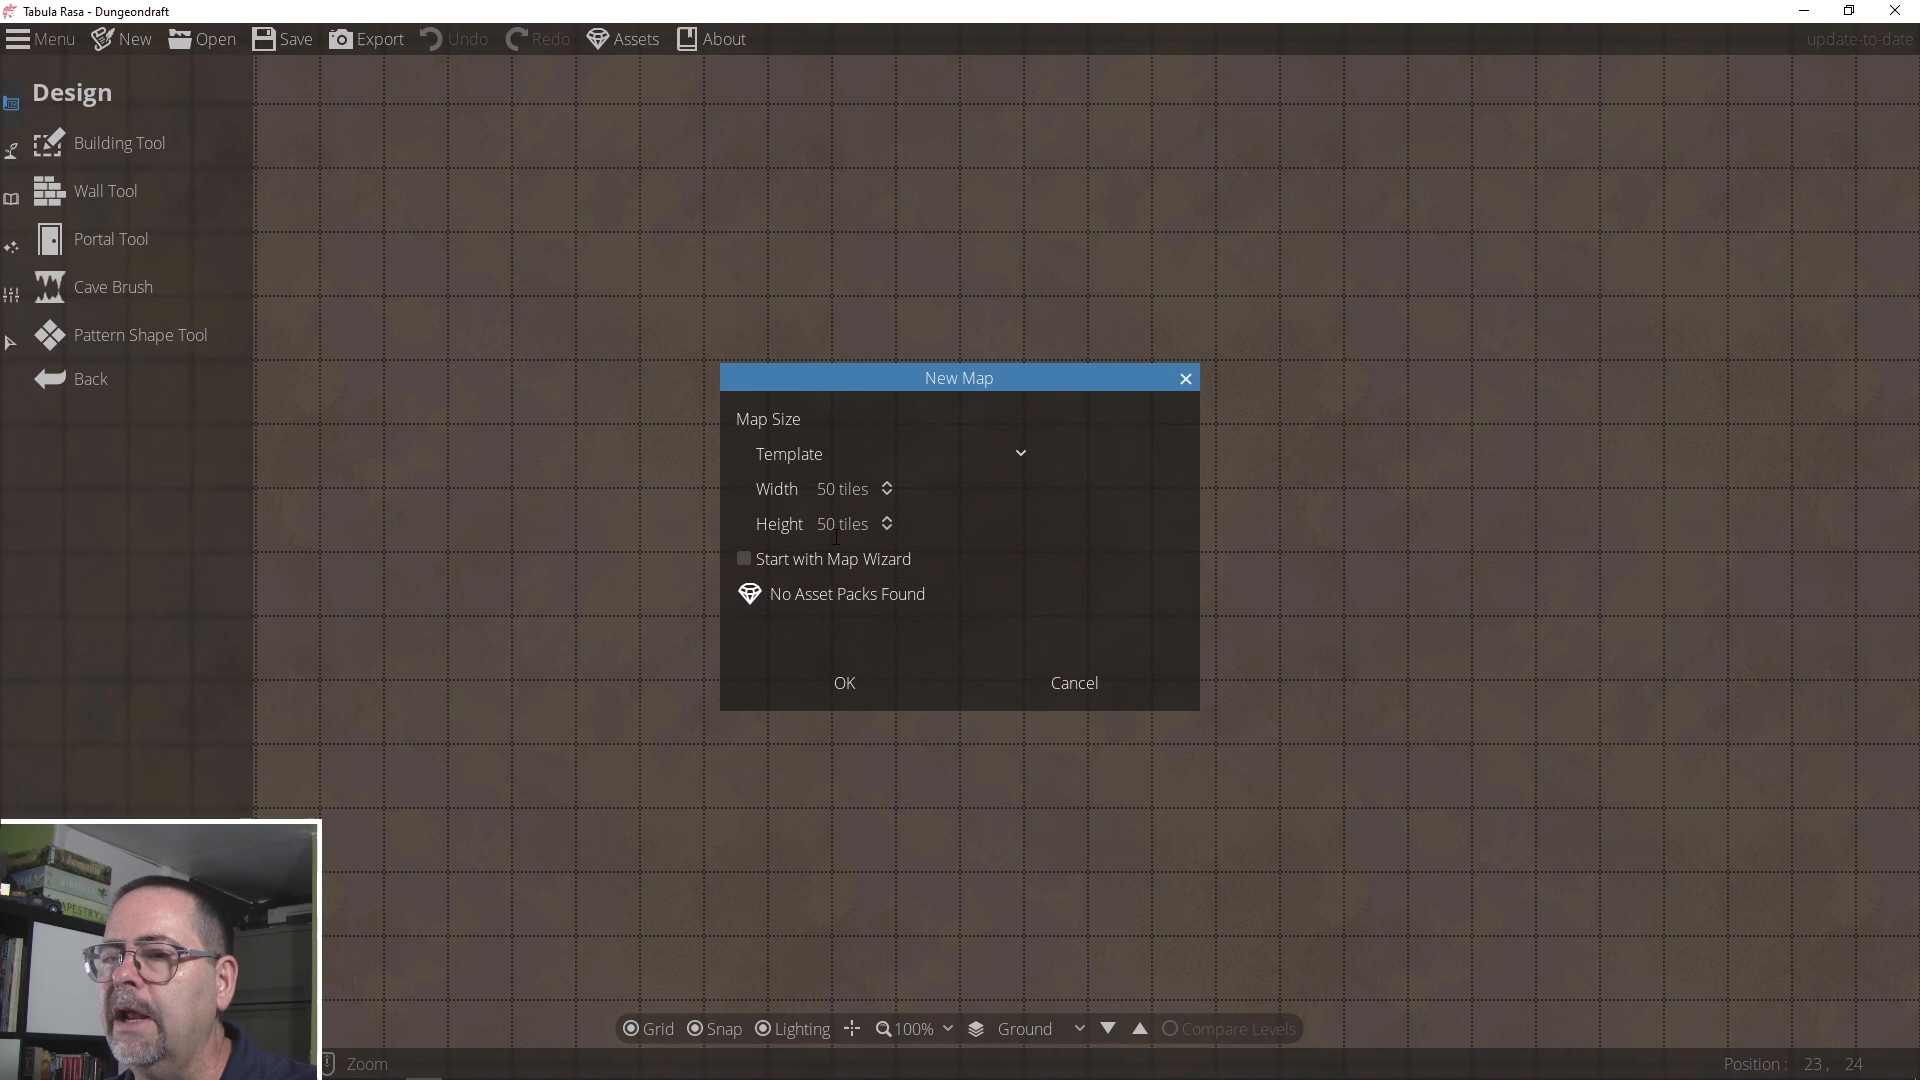 Tabula Rasa - Dungeondraft
Menu New Open Save Export Undo Redo Assets About update-to-date
Design
Building Tool
Wall Tool
Portal Tool
Cave Brush
Pattern Shape Tool
Back
New Map
Map Size
Template
Width 50 tiles
Height 50 tiles
Start with Map Wizard
No Asset Packs Found
OK Cancel
TAPESTRY
Grid Snap Lighting 100% Ground Compare Levels
Zoom Position : 23 , 24